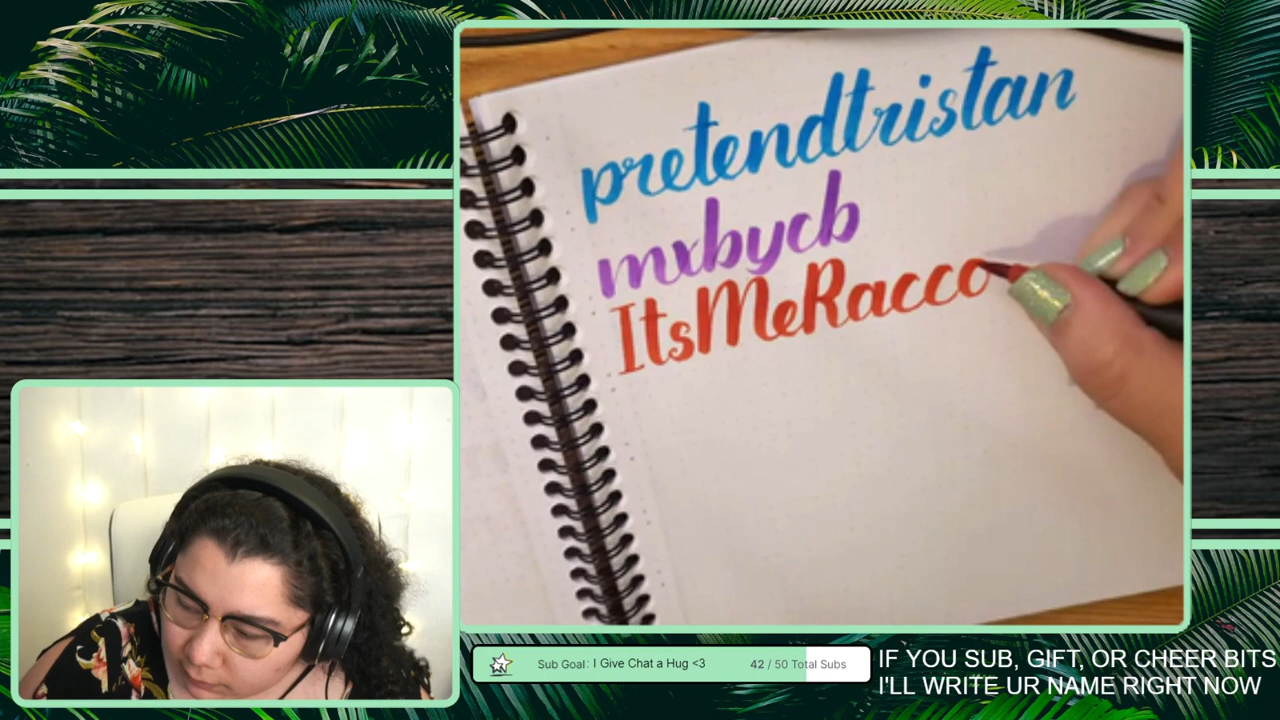 pretendtristan
mxbycb
ItsMeRacco
Sub Goal: I Give Chat a Hug <3 42 / 50 Total Subs
IF YOU SUB, GIFT, OR CHEER BITS
I'LL WRITE UR NAME RIGHT NOW